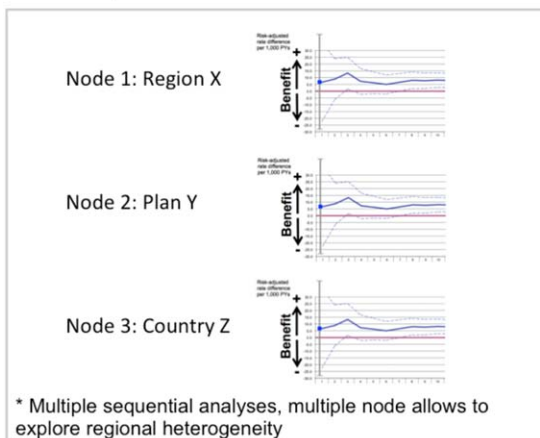 Risk-adjusted
rate difference
per 1,000 PYs
+
Benefit
-
Node 1: Region X
Risk-adjusted
rate difference
per 1,000 PYs
+
Benefit
-
Node 2: Plan Y
Risk-adjusted
rate difference
per 1,000 PYs
+
Benefit
-
Node 3: Country Z
* Multiple sequential analyses, multiple node allows to
explore regional heterogeneity